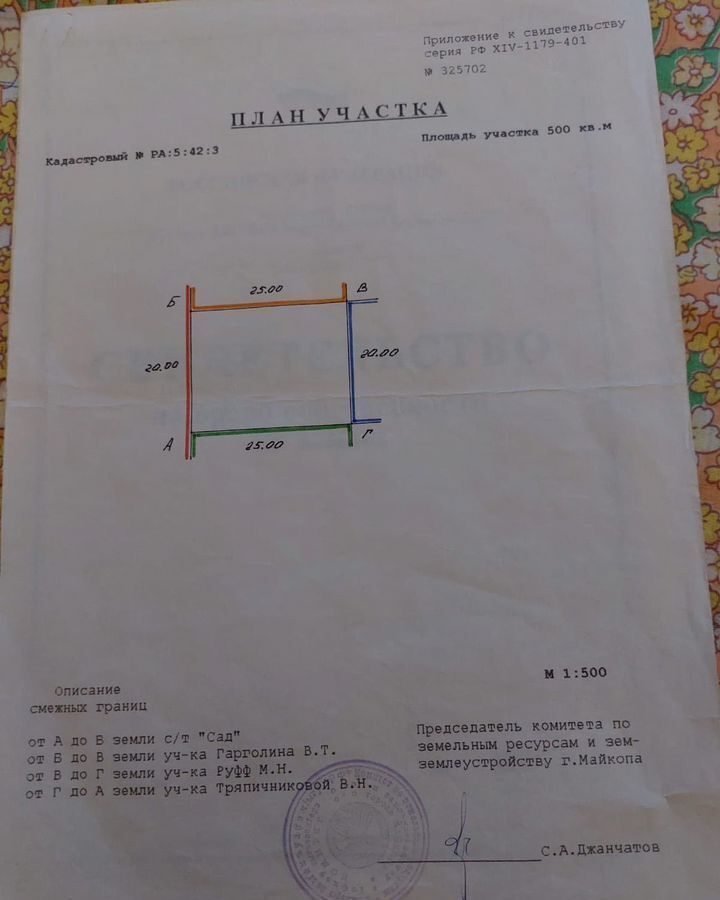 Приложение к свидетельству
серия РФ XIV-1179-401
№ 325702
ПЛАН УЧАСТКА
Кадастровый № РА:5:42:3
Площадь участка 500 кв.м
Б 25.00 В
20.00 20.00
А 25.00 Г
М 1:500
Описание
смежных границ
от А до Б земли с/т "Сад"
от Б до В земли уч-ка Гарголина В.Т.
от В до Г земли уч-ка Руфф М.Н.
от Г до А земли уч-ка Тряпичниковой В.Н.
Председатель комитета по
земельным ресурсам и зем-
землеустройству г.Майкопа
С.А.Джанчатов